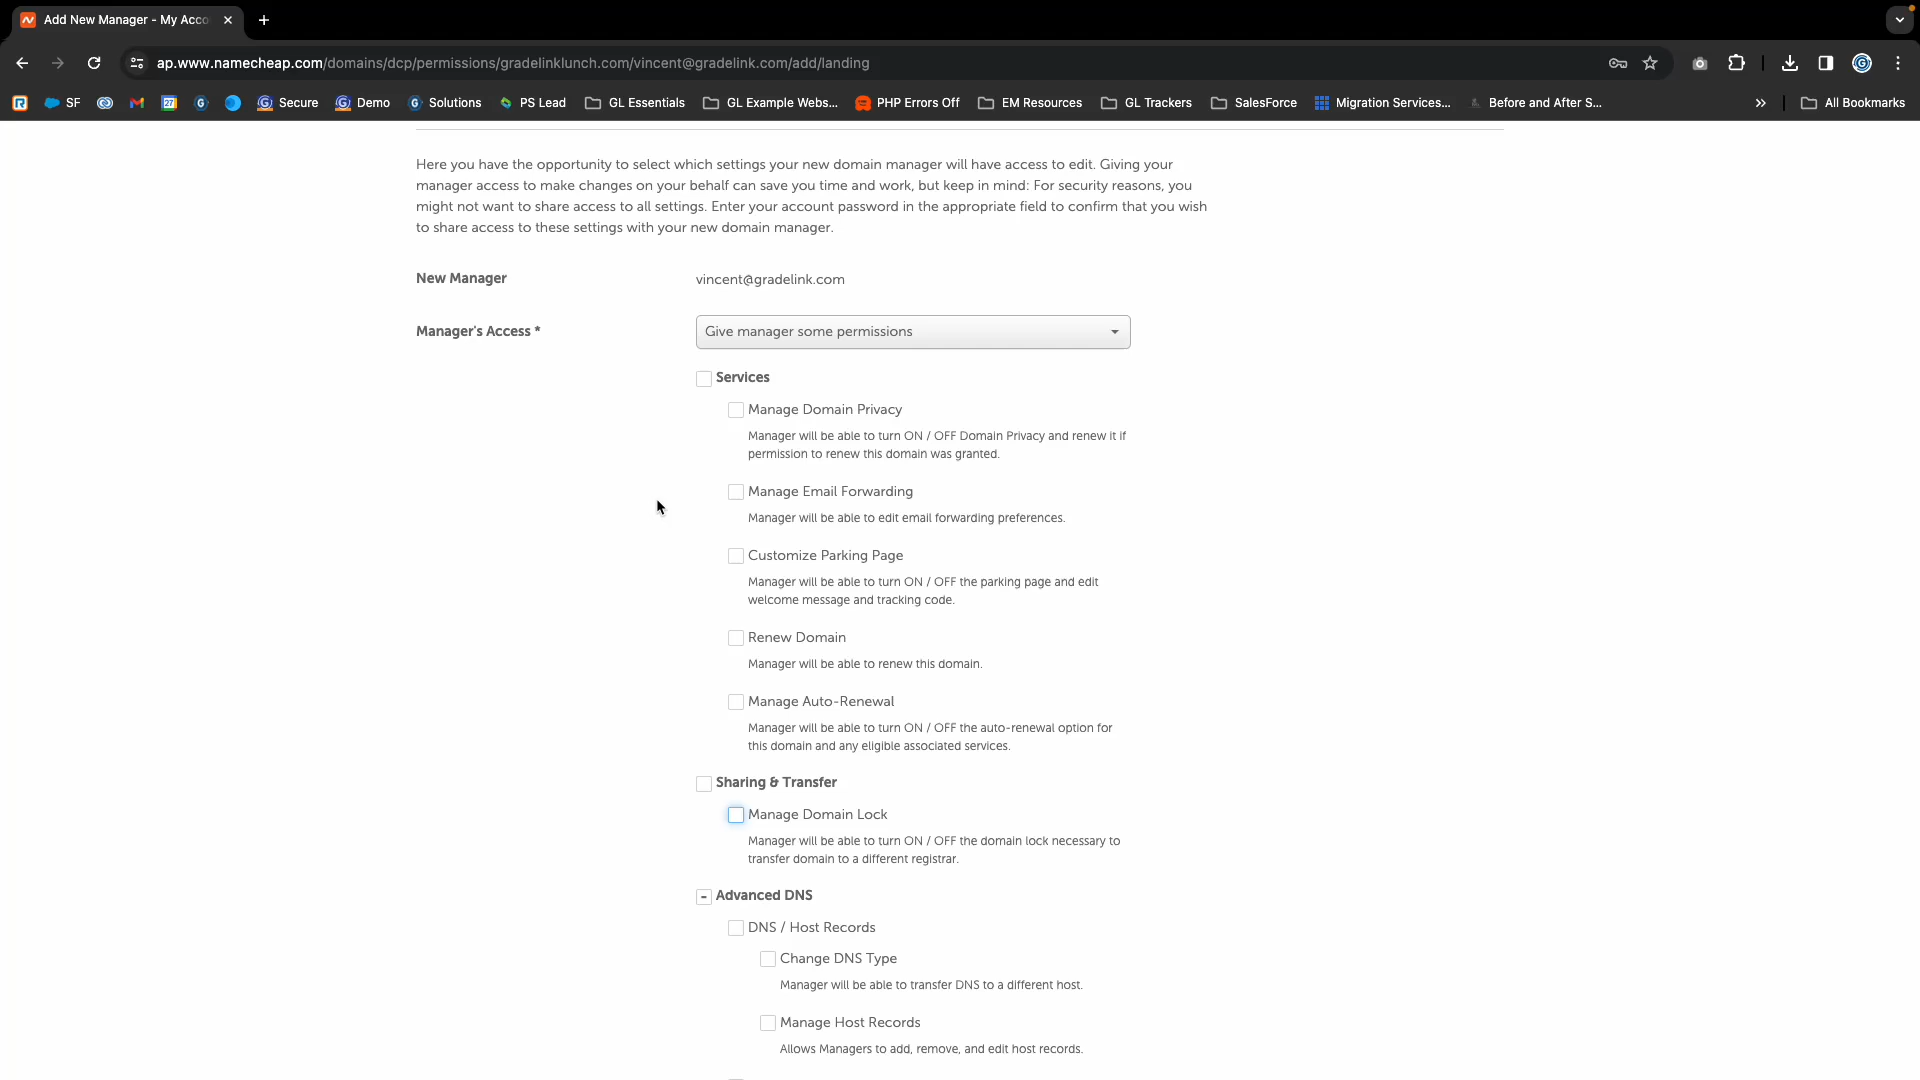 Add New Manager - My Acco
ap.www.namecheap.com/domains/dcp/permissions/gradelinklunch.com/vincent@gradelink.com/add/landing
SF
27
Secure
Demo
Solutions
PS Lead
GL Essentials
GL Example Webs...
PHP Errors Off
EM Resources
GL Trackers
SalesForce
Migration Services...
Before and After S...
All Bookmarks
Here you have the opportunity to select which settings your new domain manager will have access to edit. Giving your
manager access to make changes on your behalf can save you time and work, but keep in mind: For security reasons, you
might not want to share access to all settings. Enter your account password in the appropriate field to confirm that you wish
to share access to these settings with your new domain manager.
New Manager
vincent@gradelink.com
Manager's Access *
Give manager some permissions
Services
Manage Domain Privacy
Manager will be able to turn ON / OFF Domain Privacy and renew it if
permission to renew this domain was granted.
Manage Email Forwarding
Manager will be able to edit email forwarding preferences.
Customize Parking Page
Manager will be able to turn ON / OFF the parking page and edit
welcome message and tracking code.
Renew Domain
Manager will be able to renew this domain.
Manage Auto-Renewal
Manager will be able to turn ON / OFF the auto-renewal option for
this domain and any eligible associated services.
Sharing & Transfer
Manage Domain Lock
Manager will be able to turn ON / OFF the domain lock necessary to
transfer domain to a different registrar.
Advanced DNS
DNS / Host Records
Change DNS Type
Manager will be able to transfer DNS to a different host.
Manage Host Records
Allows Managers to add, remove, and edit host records.